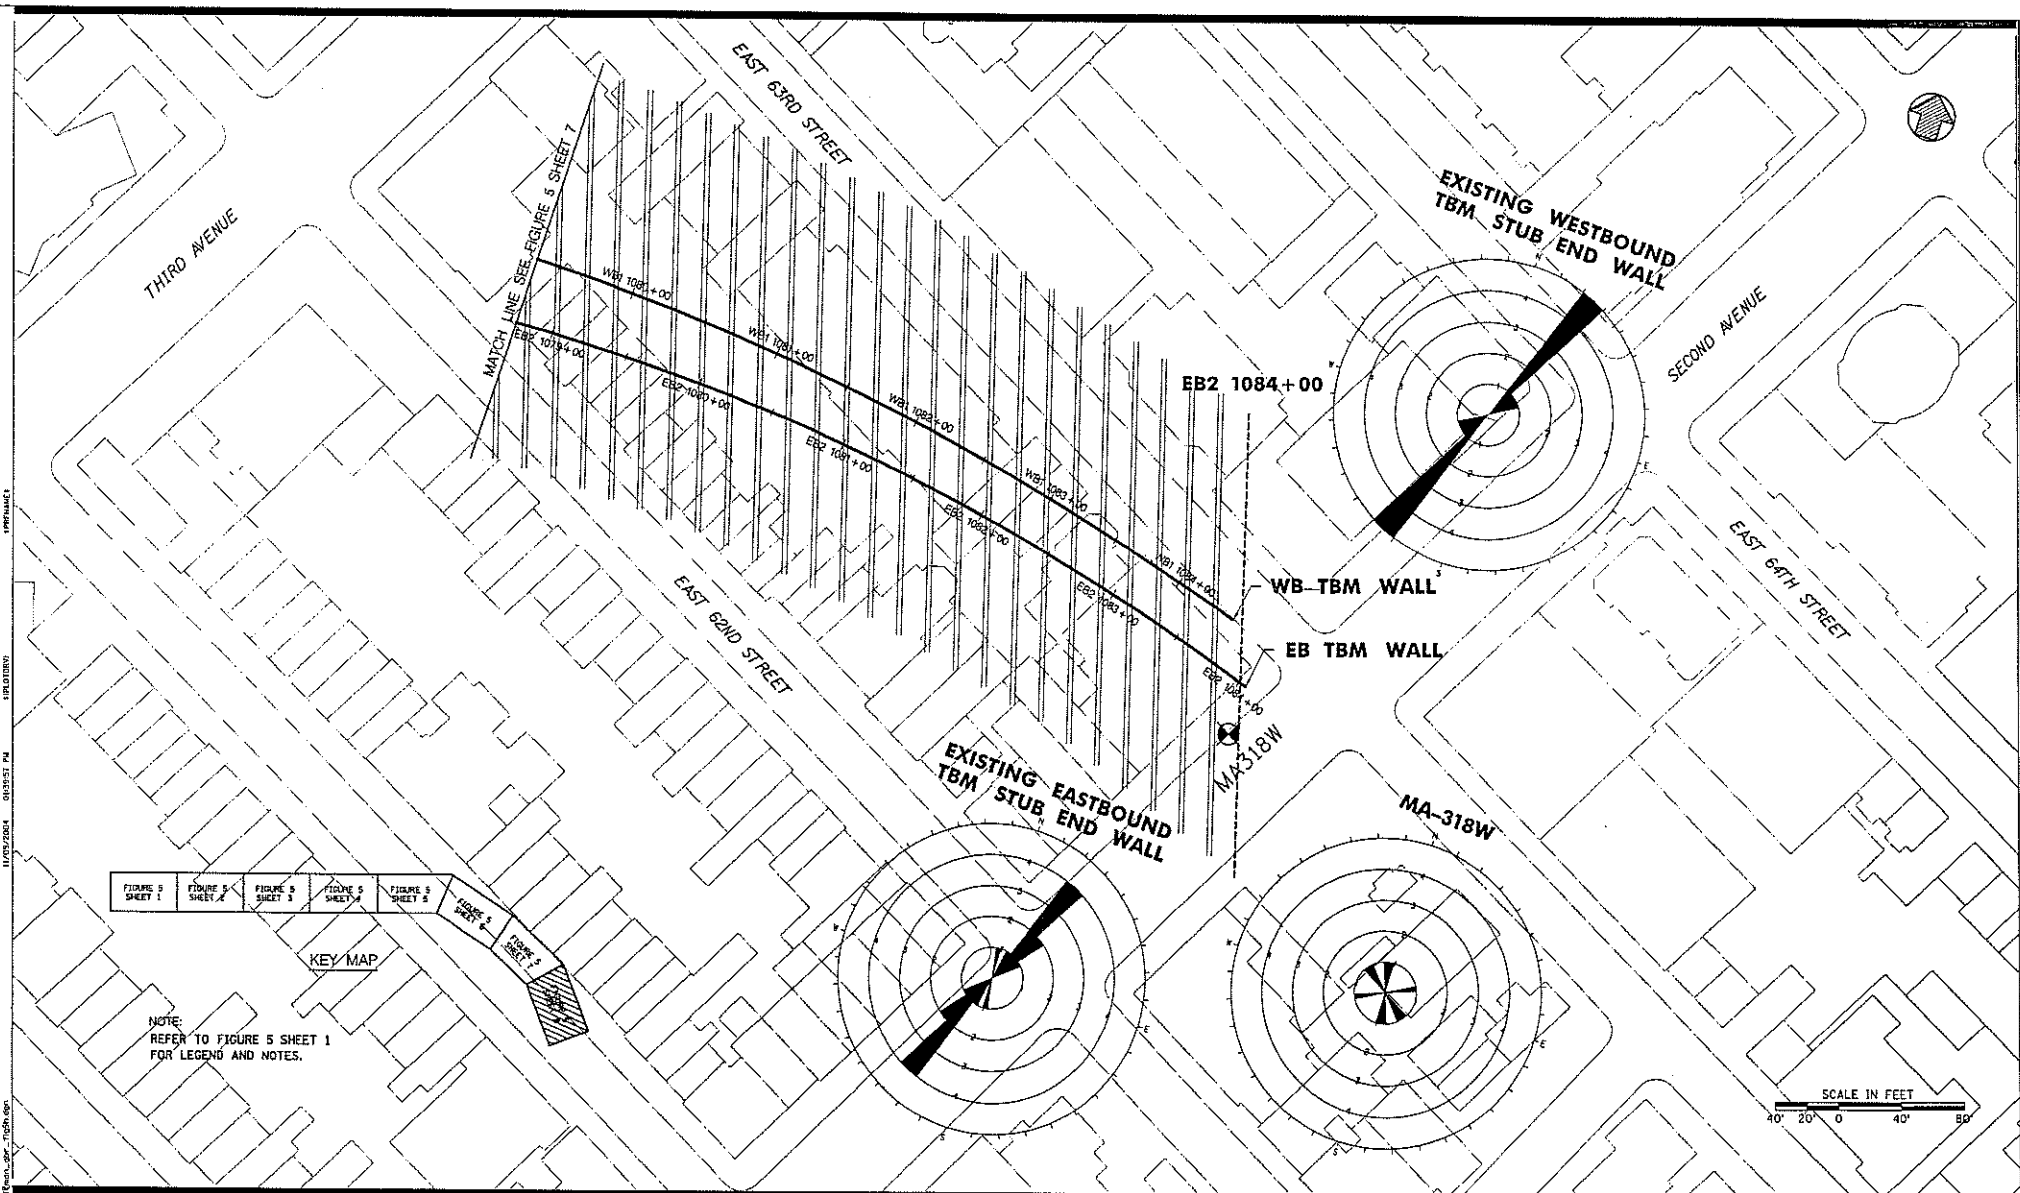 EAST 63RD STREET
THIRD AVENUE
MATCH LINE SEE FIGURE 5 SHEET 7
EXISTING WESTBOUND
TBM STUB END WALL
SECOND AVENUE
EAST 64TH STREET
WB1 1080+00
WB1 1081+00
WB1 1082+00
WB1 1083+00
WB1 1084+00
EB2 1079+00
EB2 1080+00
EB2 1081+00
EB2 1082+00
EB2 1083+00
EB2 1084+00
EB2 1084+00
WB TBM WALL
EB TBM WALL
MA318W
EAST 62ND STREET
EXISTING EASTBOUND
TBM STUB END WALL
MA-318W
FIGURE 5
SHEET 1
FIGURE 5
SHEET 2
FIGURE 5
SHEET 3
FIGURE 5
SHEET 4
FIGURE 5
SHEET 5
FIGURE 5
SHEET 6
FIGURE 5
SHEET 7
KEY MAP
NOTE:
REFER TO FIGURE 5 SHEET 1
FOR LEGEND AND NOTES.
SCALE IN FEET
40' 20' 0 40' 80'
11/05/2004